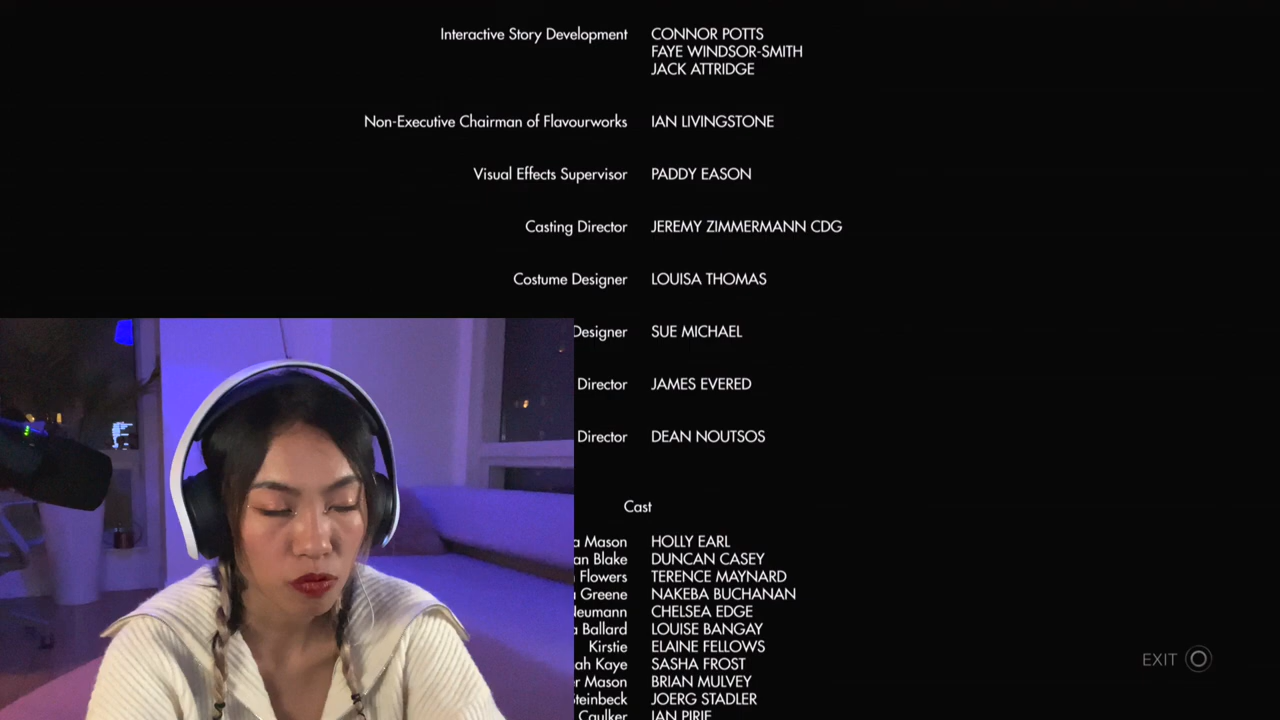 Interactive Story Development CONNOR POTTS
FAYE WINDSOR-SMITH
JACK ATTRIDGE
Non-Executive Chairman of Flavourworks IAN LIVINGSTONE
Visual Effects Supervisor PADDY EASON
Casting Director JEREMY ZIMMERMANN CDG
Costume Designer LOUISA THOMAS
Designer SUE MICHAEL
Director JAMES EVERED
Director DEAN NOUTSOS
Cast
Mason HOLLY EARL
Blake DUNCAN CASEY
Flowers TERENCE MAYNARD
Greene NAKEBA BUCHANAN
CHELSEA EDGE
Ballard LOUISE BANGAY
Kirstie ELAINE FELLOWS
Kaye SASHA FROST
EXIT
Mason BRIAN MULVEY
JOERG STADLER
Caulker IAN PIRIE